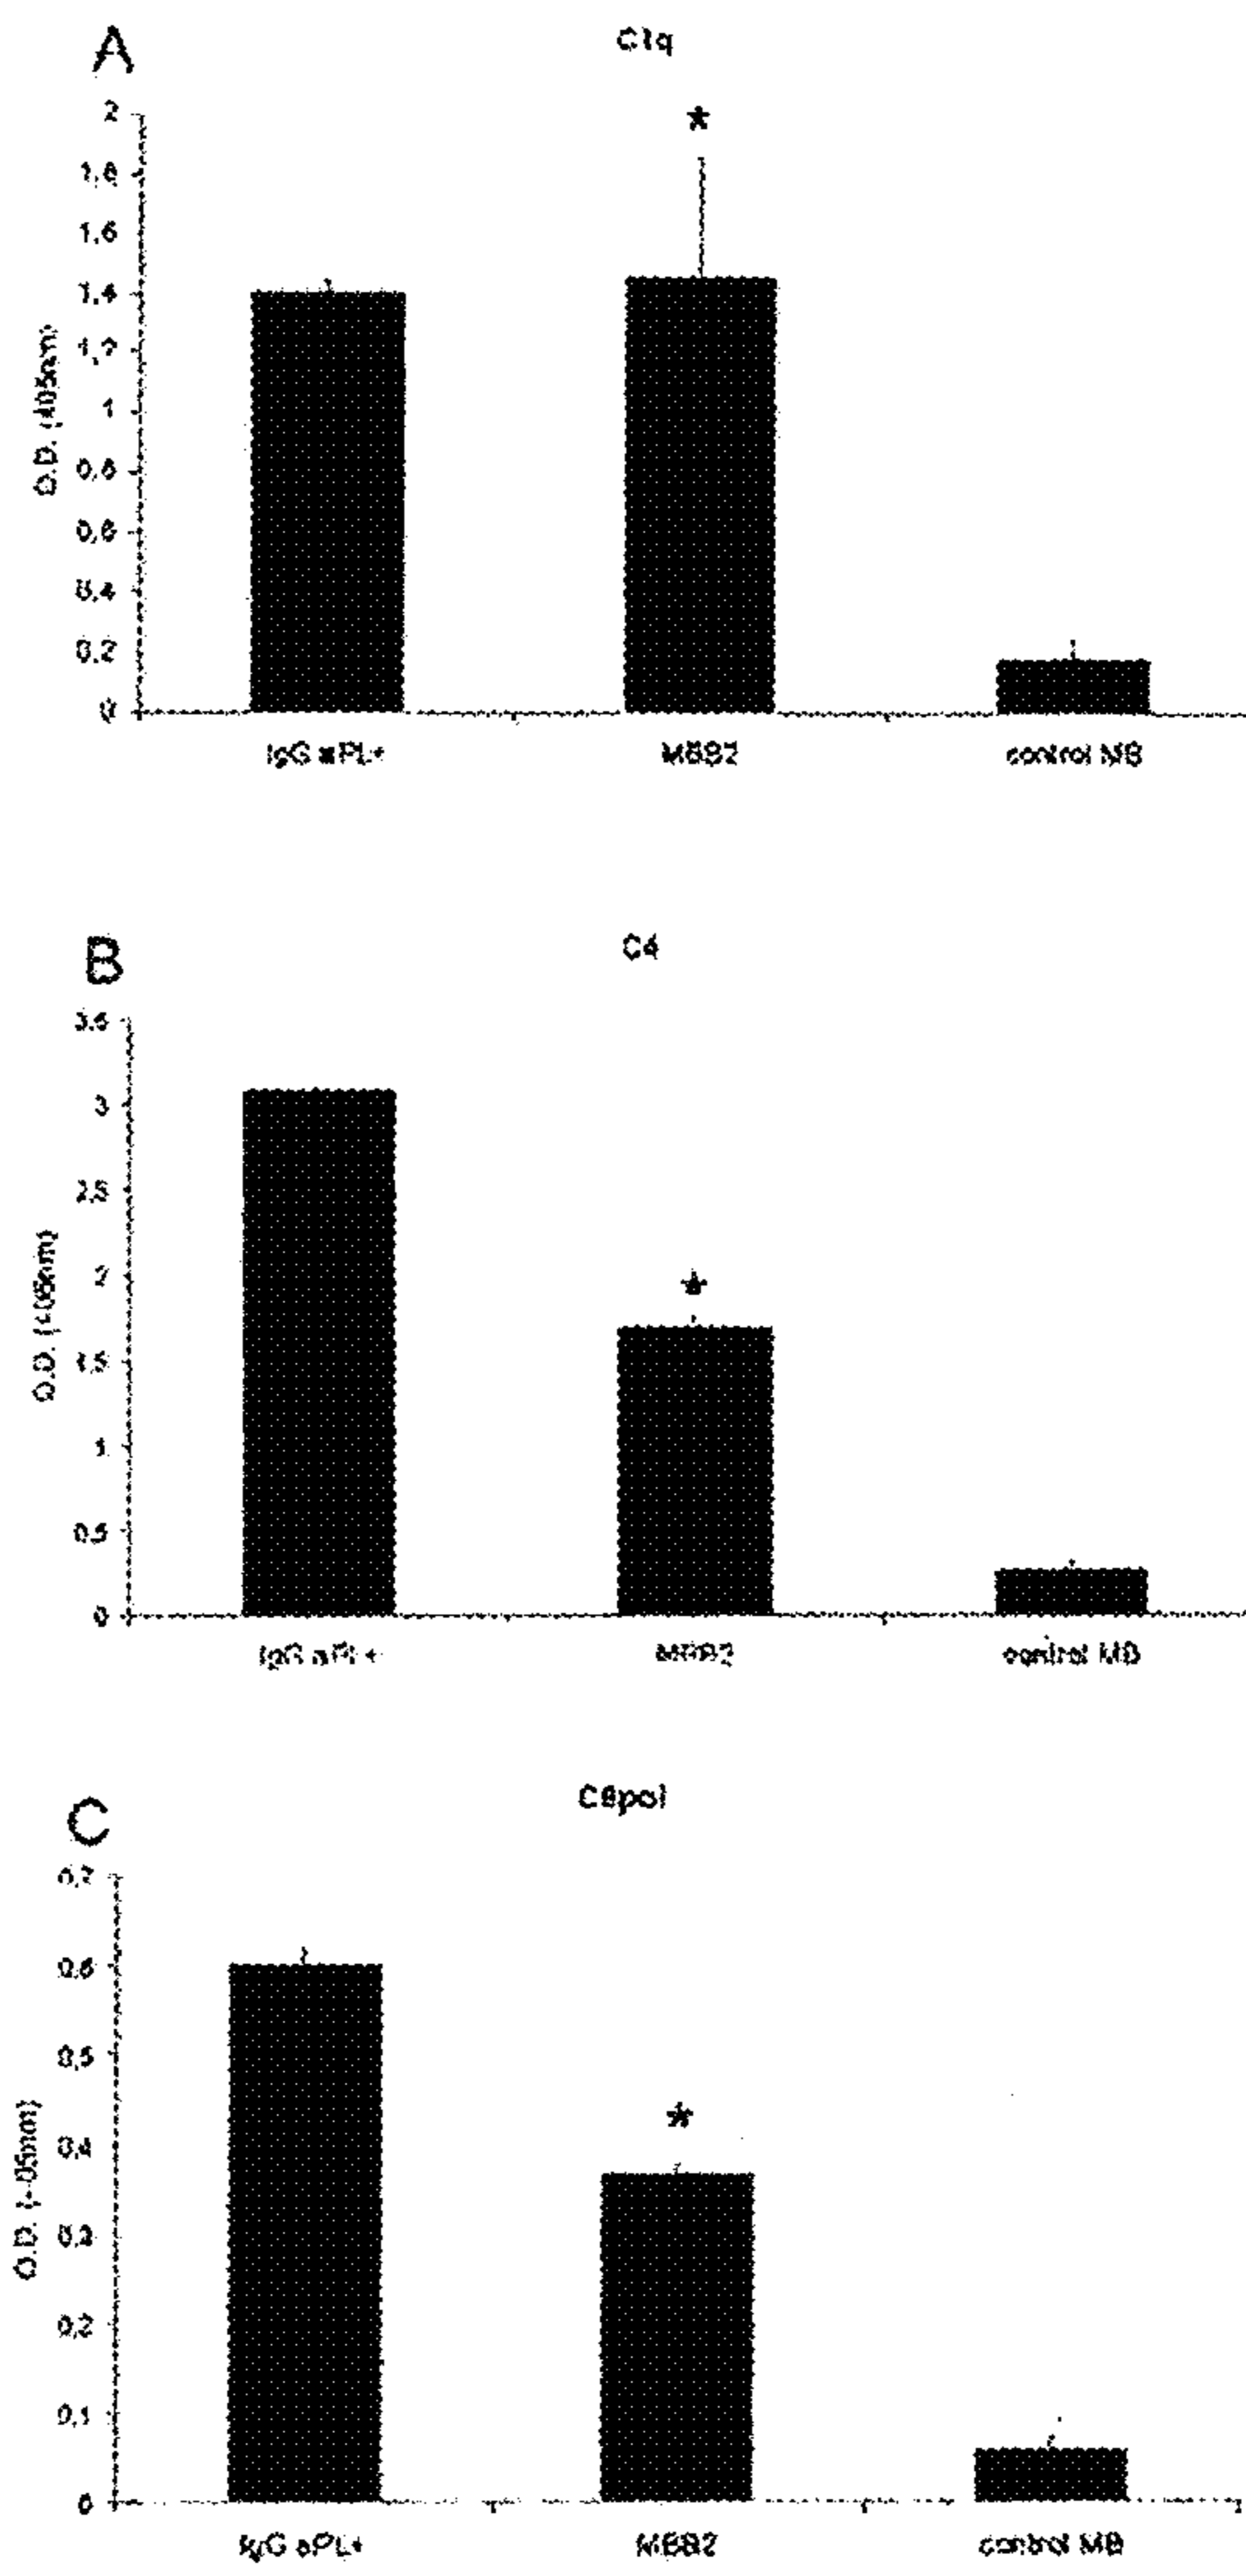 A
C1q
*
2
1,8
1,6
1,4
1,2
1
0,8
0,6
0,4
0,2
0
O.D. (405nm)
IgG aPL+ MBB2 control MB
B
C4
3,5
3
2,5
2
*
1,5
1
0,5
0
O.D. (405nm)
IgG aPL+ MBB2 control MB
C
0,7
0,6
0,5
*
0,4
0,3
0,2
0,1
0
O.D. (405nm)
IgG aPL+ MBB2 control MB